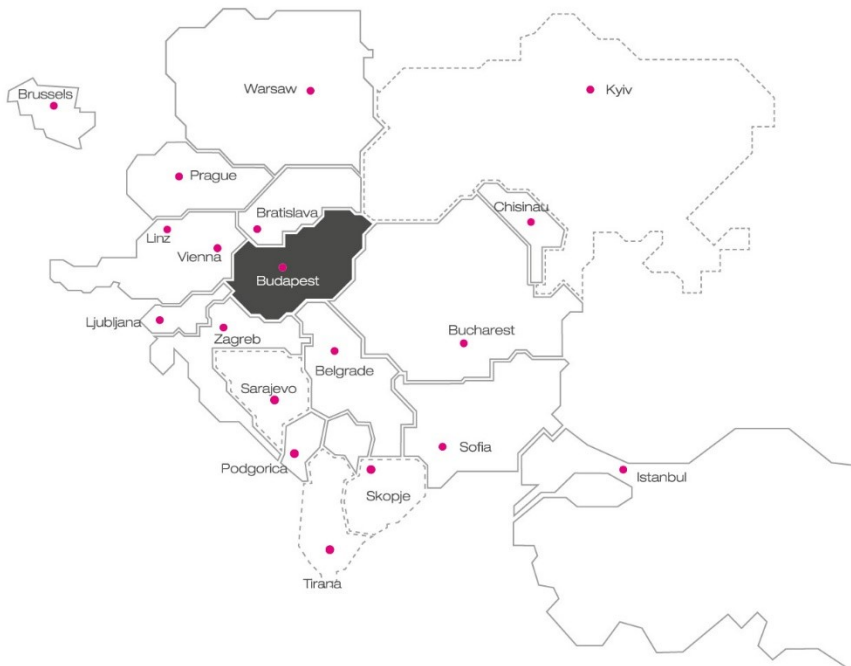 Warsaw
Kyiv
Brussels
Prague
Chisinau
Bratislava
Linz
Vienna
Budapest
Ljubljana
Zagreb
Bucharest
Belgrade
Sarajevo
Sofia
Podgorica
Istanbul
Skopje
Tirana